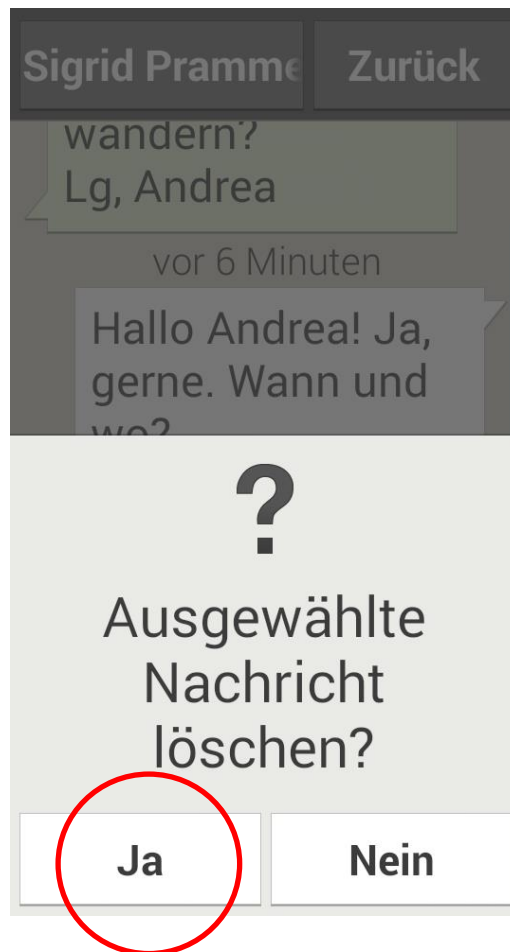 Sigrid Pramme
Zurück
wandern?
Lg, Andrea
vor 6 Minuten
Hallo Andrea! Ja,
gerne. Wann und
wo?
?
Ausgewählte
Nachricht
löschen?
Ja
Nein